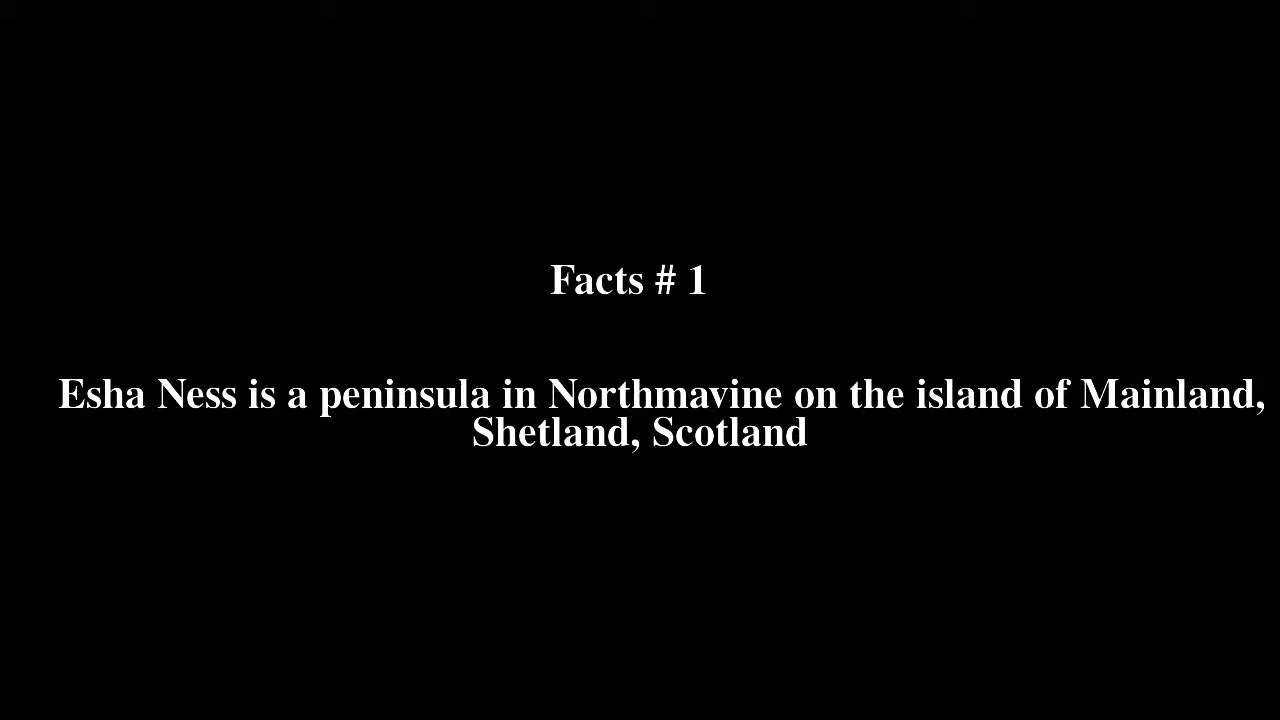 Facts # 1
Esha Ness is a peninsula in Northmavine on the island of Mainland,
Shetland, Scotland